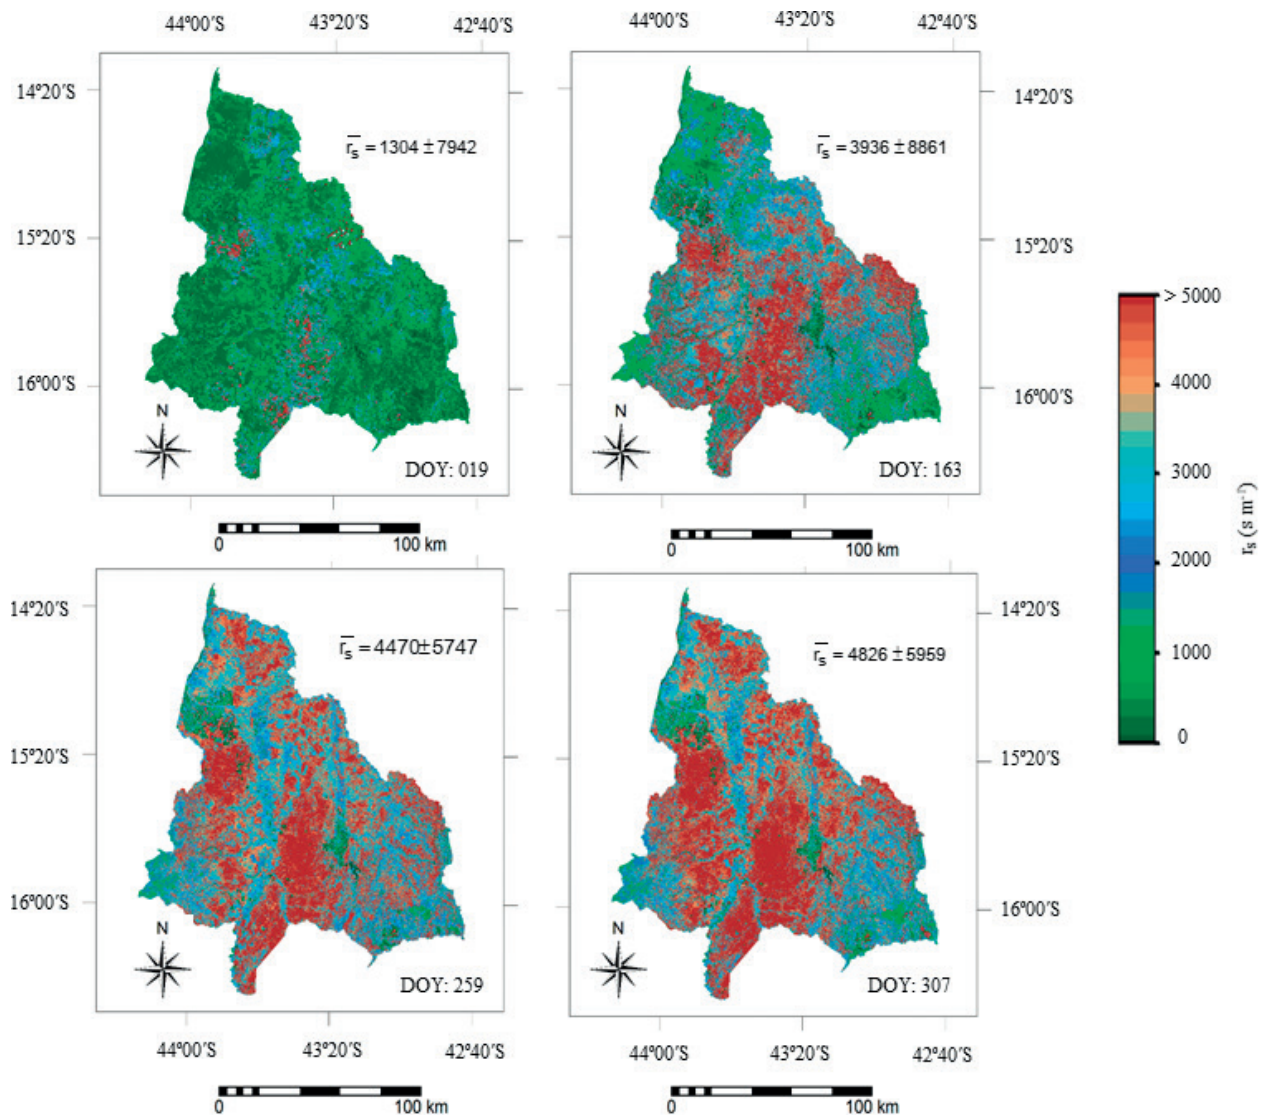 44°00'S 43°20'S 42°40'S
44°00'S 43°20'S 42°40'S
14°20'S
15°20'S
16°00'S
r̅s = 1304 ± 7942
N
DOY: 019
0 100 km
r̅s = 3936 ± 8861
N
DOY: 163
0 100 km
14°20'S
15°20'S
16°00'S
> 5000
4000
3000
2000
1000
0
rs (s m⁻¹)
14°20'S
15°20'S
16°00'S
r̅s = 4470±5747
N
DOY: 259
44°00'S 43°20'S 42°40'S
0 100 km
r̅s = 4826 ± 5959
N
DOY: 307
14°20'S
15°20'S
16°00'S
44°00'S 43°20'S 42°40'S
0 100 km